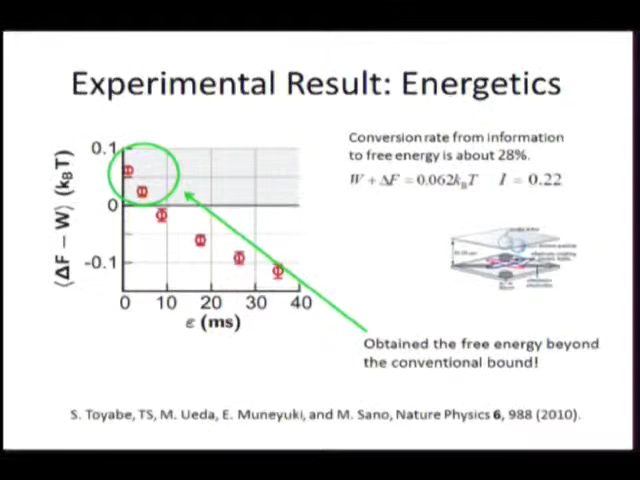 Experimental Result: Energetics
Conversion rate from information
to free energy is about 28%.
W + ΔF = 0.062k_BT I = 0.22
⟨ΔF − W⟩ (k_BT)
0.1
0
-0.1
0 10 20 30 40
ε (ms)
Obtained the free energy beyond
the conventional bound!
S. Toyabe, TS, M. Ueda, E. Muneyuki, and M. Sano, Nature Physics 6, 988 (2010).